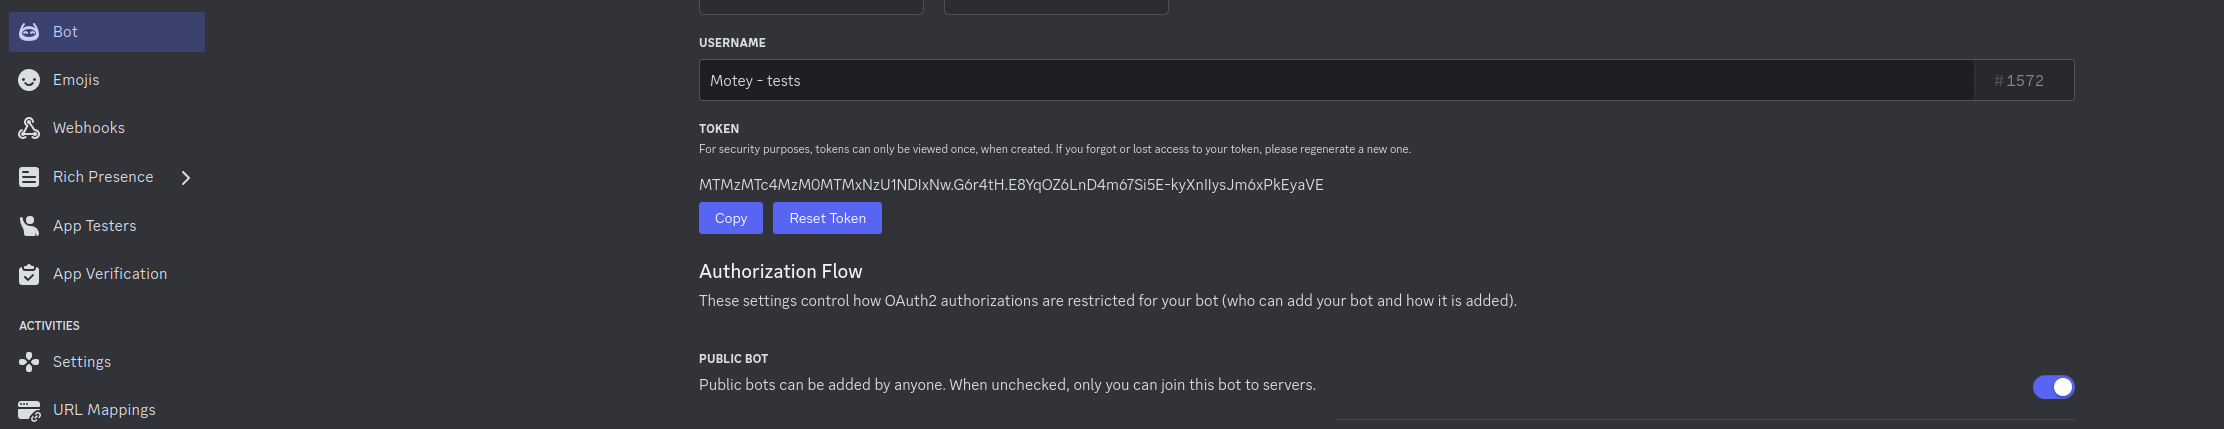 Bot
Emojis
Webhooks
Rich Presence
App Testers
App Verification
ACTIVITIES
Settings
URL Mappings
USERNAME
Motey - tests
#1572
TOKEN
For security purposes, tokens can only be viewed once, when created. If you forgot or lost access to your token, please regenerate a new one.
Copy
Reset Token
Authorization Flow
These settings control how OAuth2 authorizations are restricted for your bot (who can add your bot and how it is added).
PUBLIC BOT
Public bots can be added by anyone. When unchecked, only you can join this bot to servers.